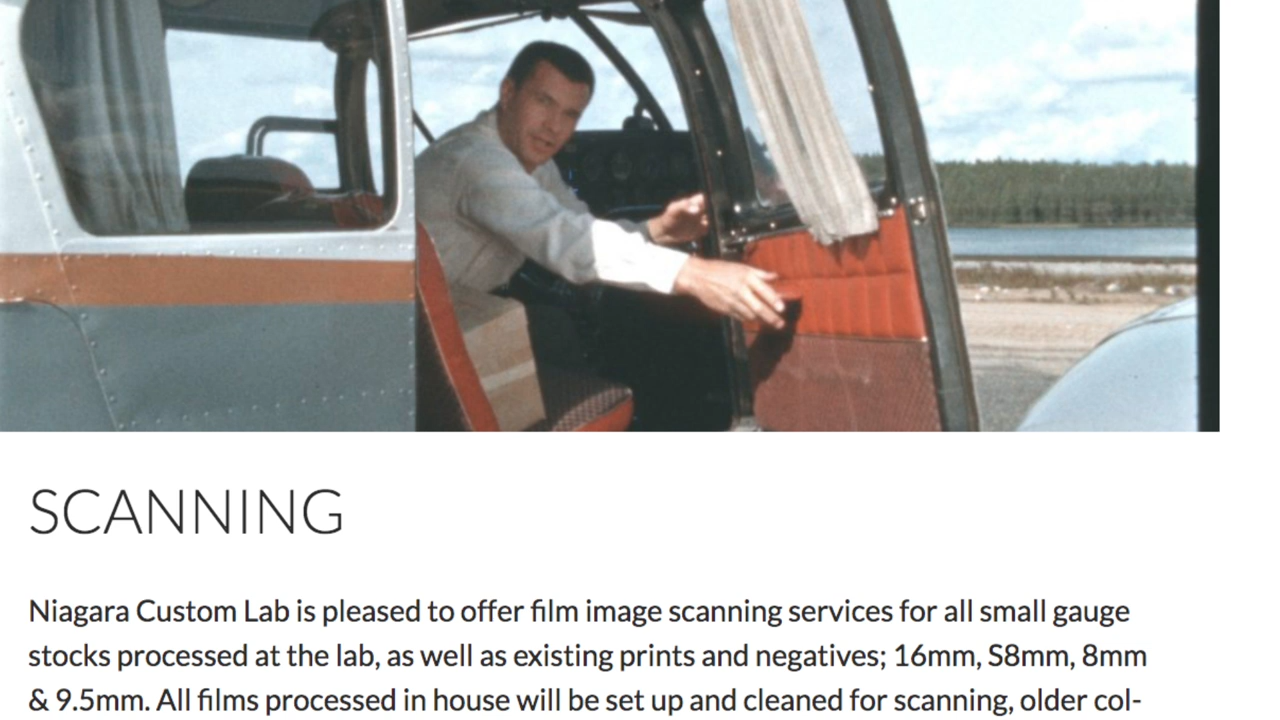 SCANNING
Niagara Custom Lab is pleased to offer film image scanning services for all small gauge
stocks processed at the lab, as well as existing prints and negatives; 16mm, S8mm, 8mm
& 9.5mm. All films processed in house will be set up and cleaned for scanning, older col-